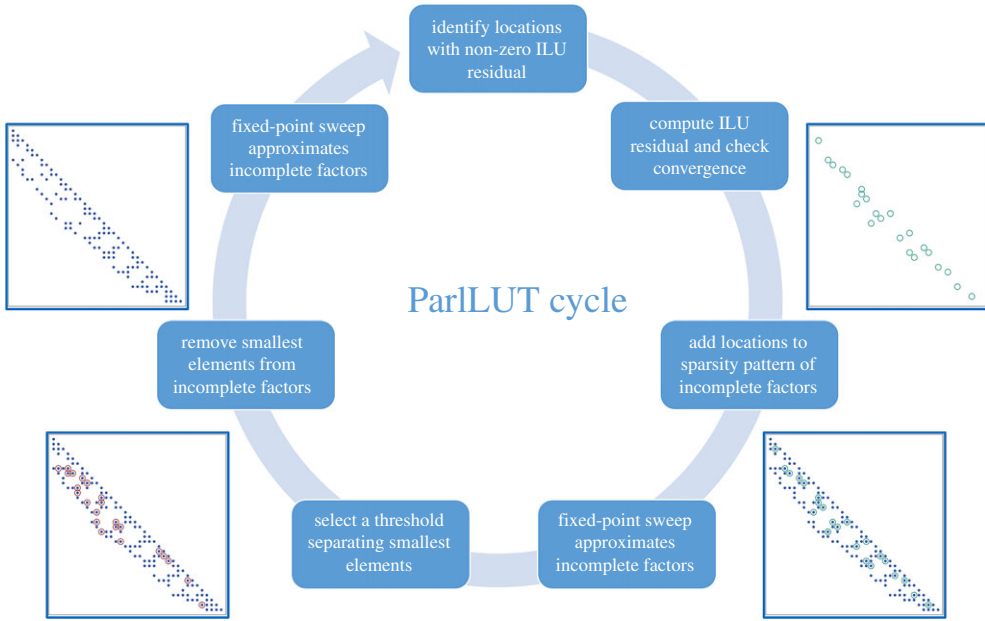 identify locations
with non-zero ILU
residual
compute ILU
residual and check
convergence
add locations to
sparsity pattern of
incomplete factors
fixed-point sweep
approximates
incomplete factors
select a threshold
separating smallest
elements
remove smallest
elements from
incomplete factors
fixed-point sweep
approximates
incomplete factors
ParlLUT cycle